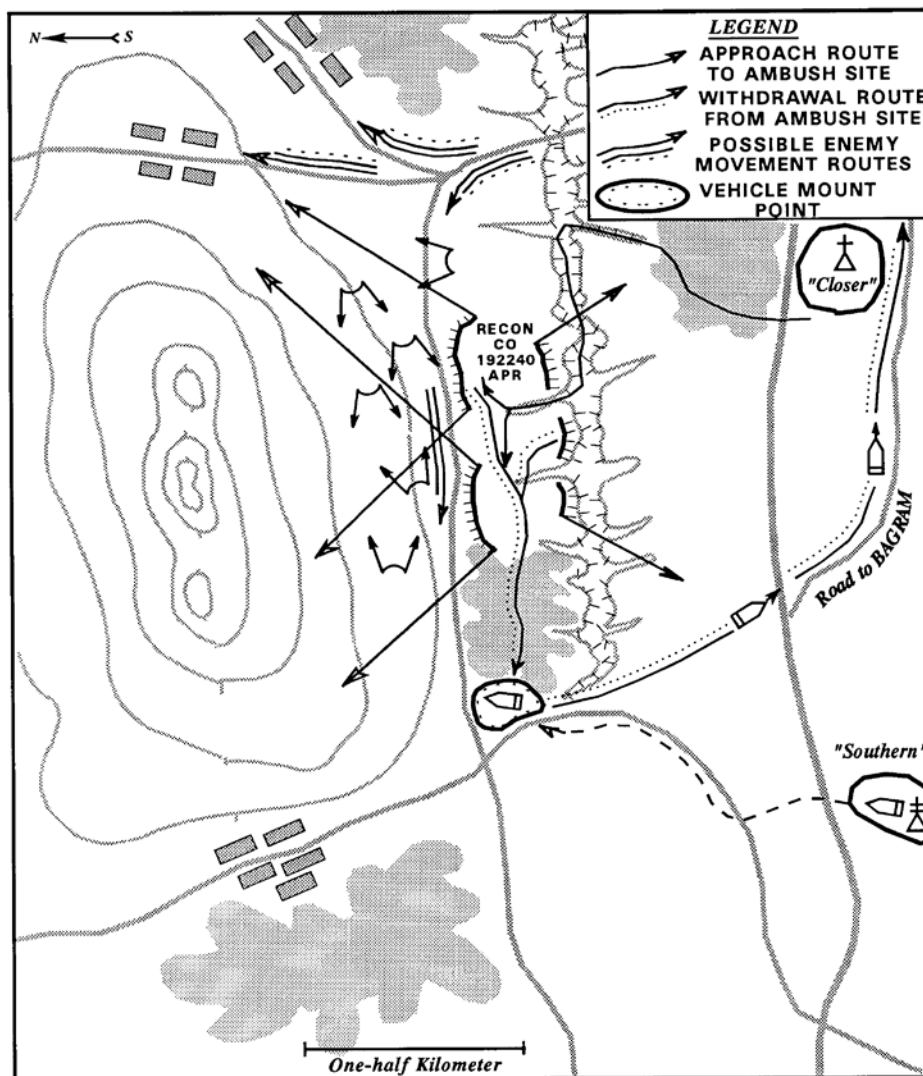 N S
LEGEND
APPROACH ROUTE
TO AMBUSH SITE
WITHDRAWAL ROUTE
FROM AMBUSH SITE
POSSIBLE ENEMY
MOVEMENT ROUTES
VEHICLE MOUNT
POINT
"Closer"
RECON
CO
192240
APR
Road to BAGRAM
"Southern"
One-half Kilometer